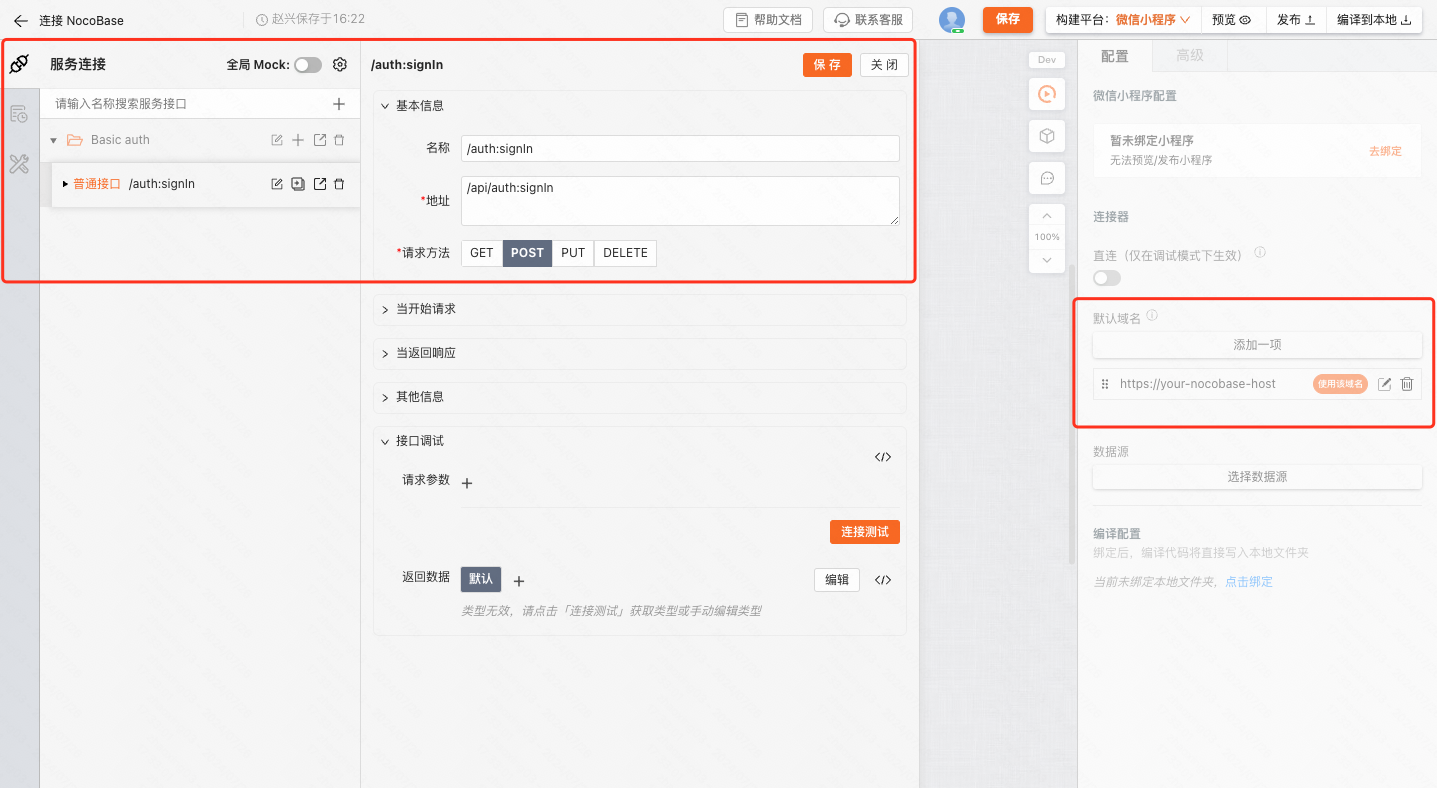 连接 NocoBase
赵兴保存于16:22
帮助文档
联系客服
保存
构建平台：微信小程序
预览
发布
编译到本地
服务连接
全局 Mock:
请输入名称搜索服务接口
Basic auth
普通接口 /auth:signIn
/auth:signIn
保 存
关 闭
基本信息
名称
/auth:signIn
*地址
/api/auth:signIn
*请求方法
GET
POST
PUT
DELETE
当开始请求
当返回响应
其他信息
接口调试
</>
请求参数
连接测试
返回数据
默认
编辑
</>
类型无效，请点击「连接测试」获取类型或手动编辑类型
Dev
100%
配置
高级
微信小程序配置
暂未绑定小程序
无法预览/发布小程序
去绑定
连接器
直连（仅在调试模式下生效）
默认域名
添加一项
https://your-nocobase-host
使用该域名
数据源
选择数据源
编译配置
绑定后，编译代码将直接写入本地文件夹
当前未绑定本地文件夹，点击绑定